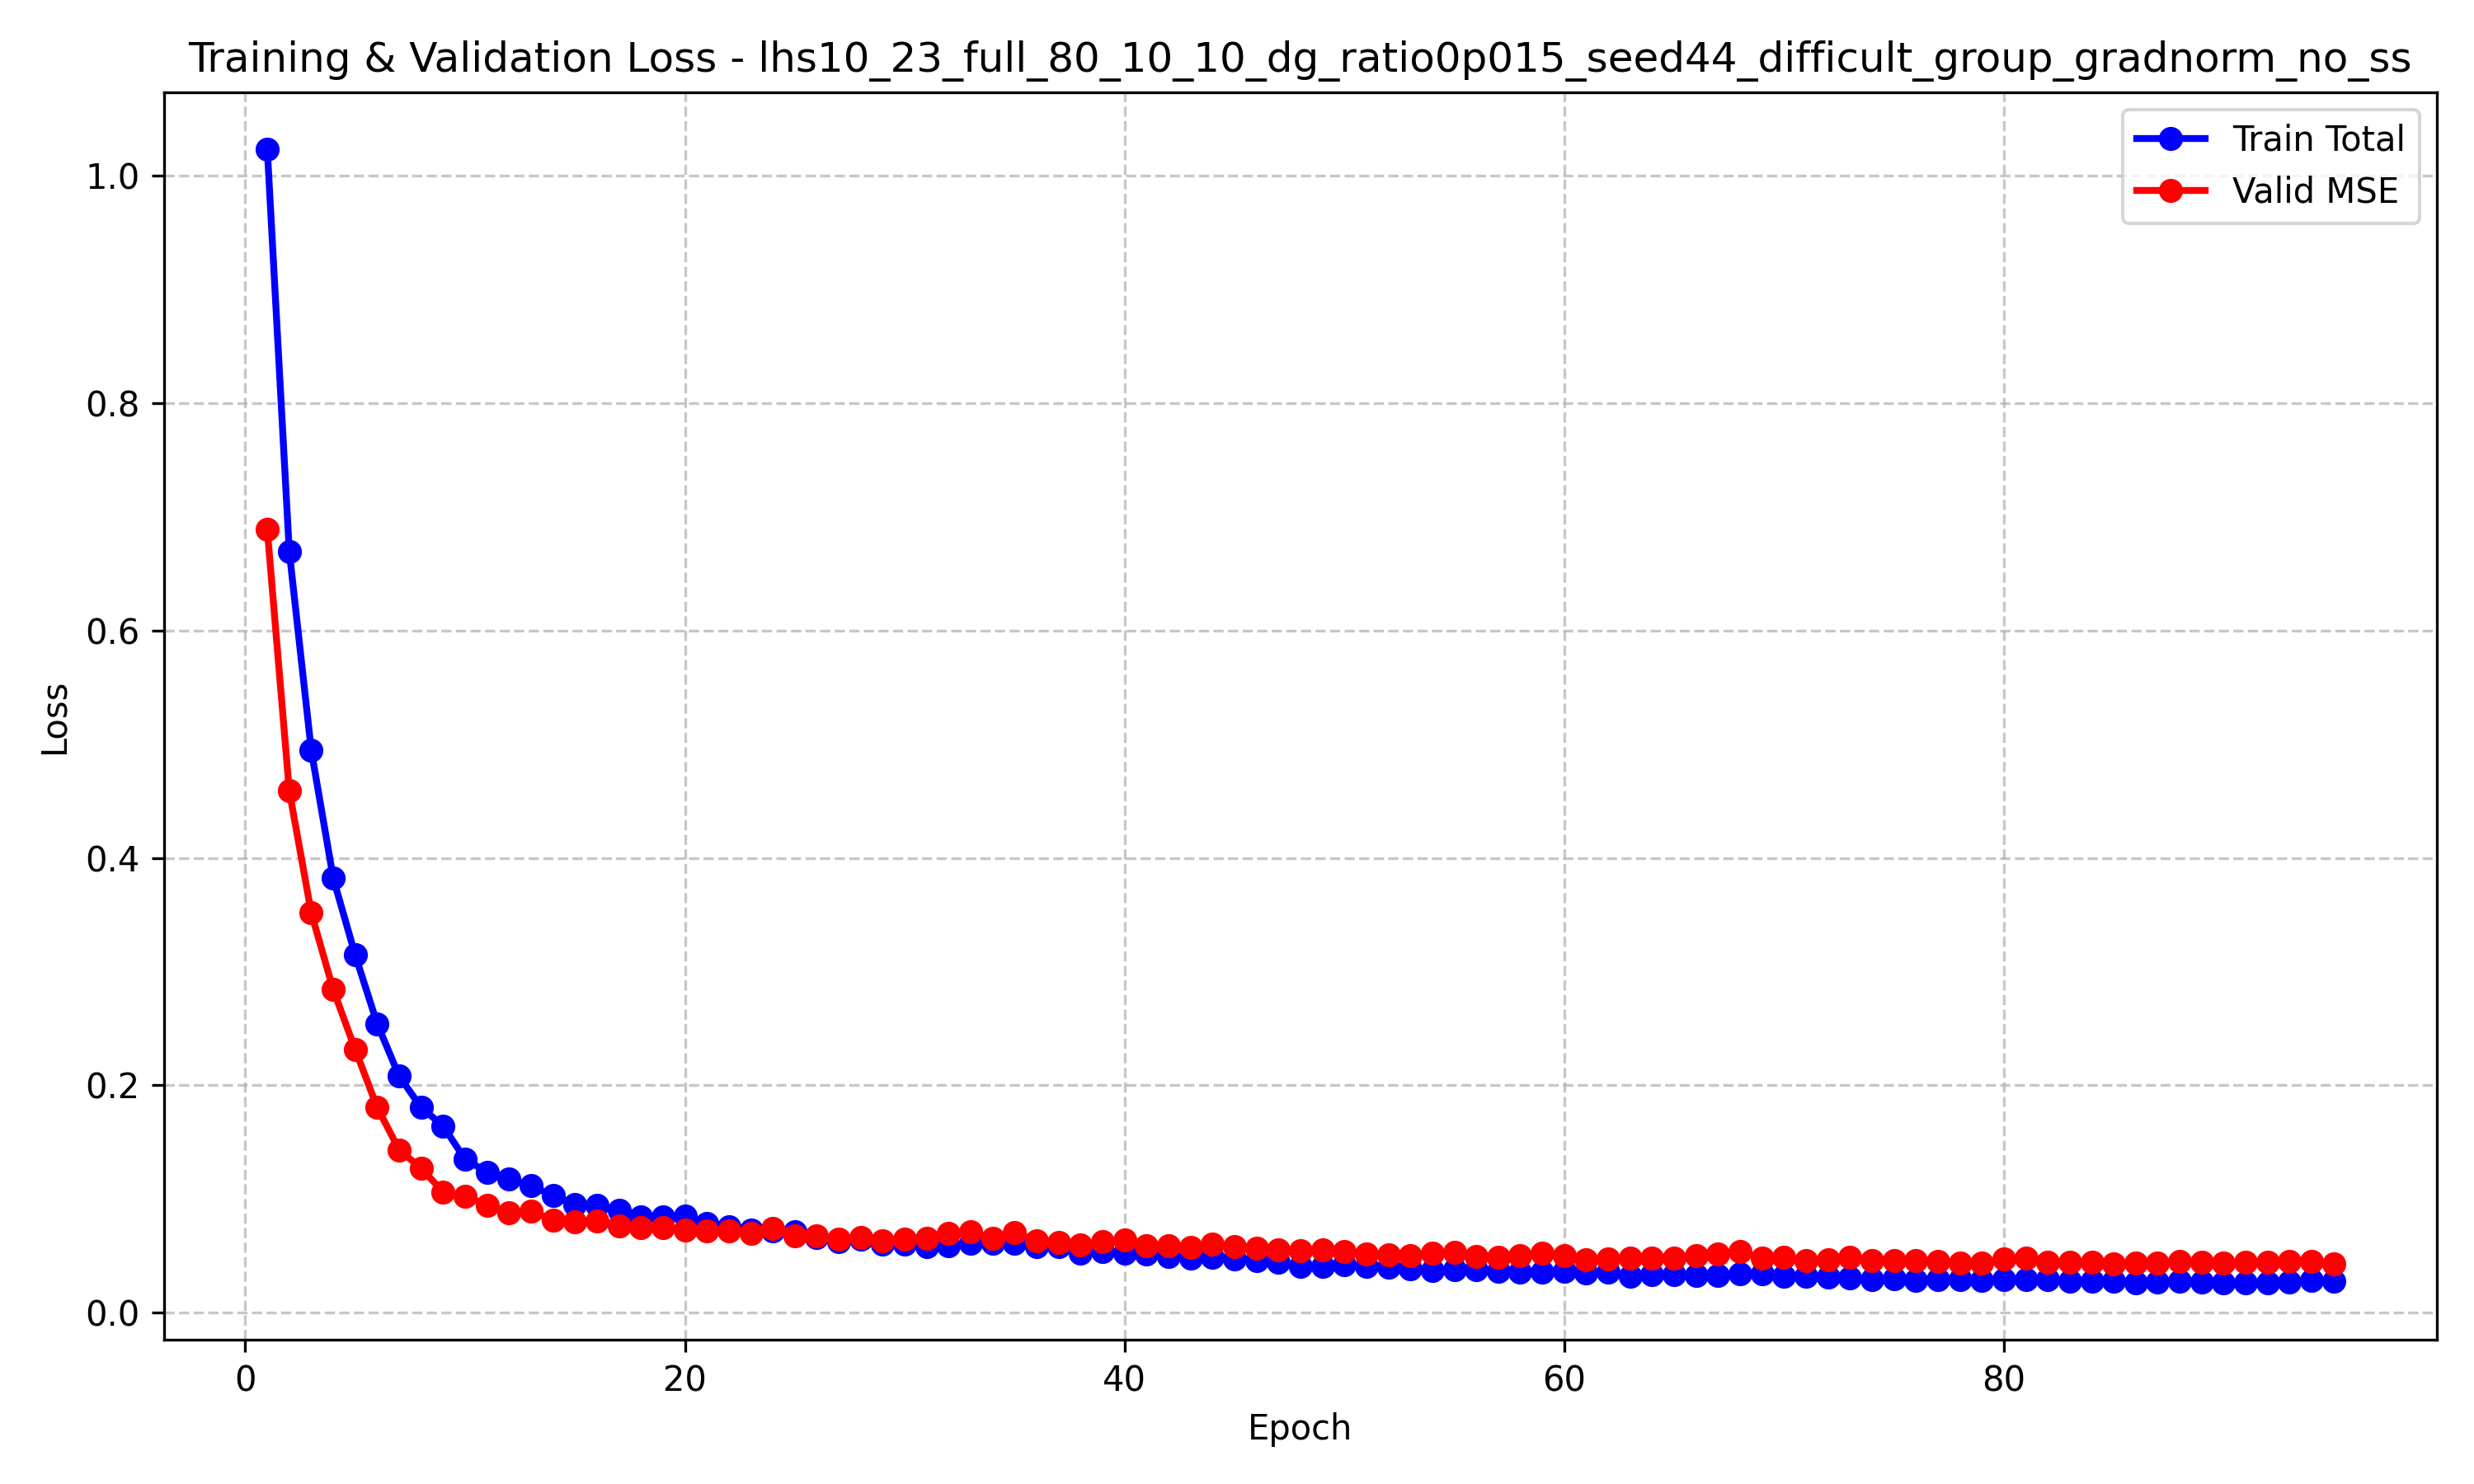 Training & Validation Loss - lhs10_23_full_80_10_10_dg_ratio0p015_seed44_difficult_group_gradnorm_no_ss
Train Total
Valid MSE
1.0
0.8
0.6
0.4
0.2
0.0
Loss
0 20 40 60 80
Epoch